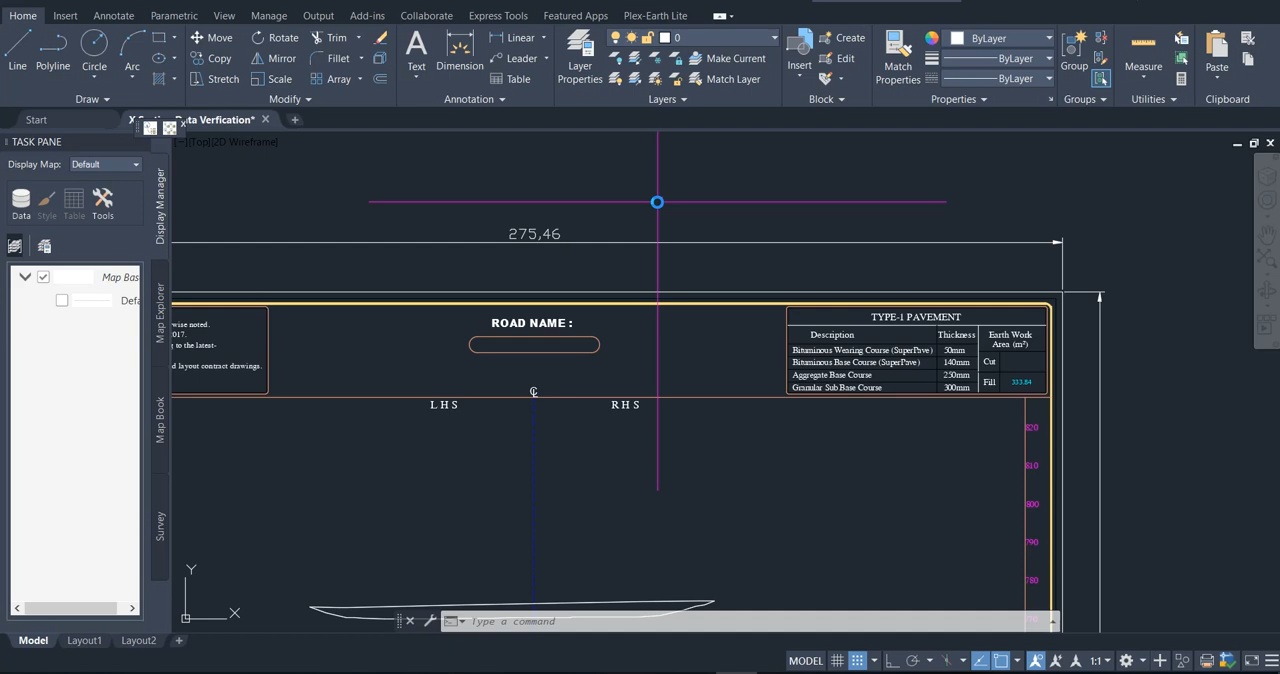 Home Insert Annotate Parametric View Manage Output Add-ins Collaborate Express Tools Featured Apps Plex-Earth Lite
Line Polyline Circle Arc
Move Rotate Trim
Copy Mirror Fillet
Stretch Scale Array
Text Dimension
Linear
Leader
Table
Layer
Properties
0
Make Current
Match Layer
Insert
Create
Edit
Match
Properties
ByLayer
ByLayer
ByLayer
Group
Measure
Paste
Draw Modify Annotation Layers Block Properties Groups Utilities Clipboard
Start
Data Verfication*
TASK PANE
[Top][2D Wireframe]
Display Map: Default
Data Style Table Tools
Display Manager
Map Explorer
Map Book
Survey
Map Bas
Defa
275,46
wise noted.
017.
g to the latest-
d layout contract drawings.
ROAD NAME :
TYPE-1 PAVEMENT
Description Thickness Earth Work
Area (m²)
Bituminous Wearing Course (SuperPave) 50mm
Bituminous Base Course (SuperPave) 140mm
Cut
Aggregate Base Course 250mm
Granular Sub Base Course 300mm
Fill 333.84
L H S
R H S
820
810
800
790
780
Y
X
Type a command
Model Layout1 Layout2
MODEL
1:1